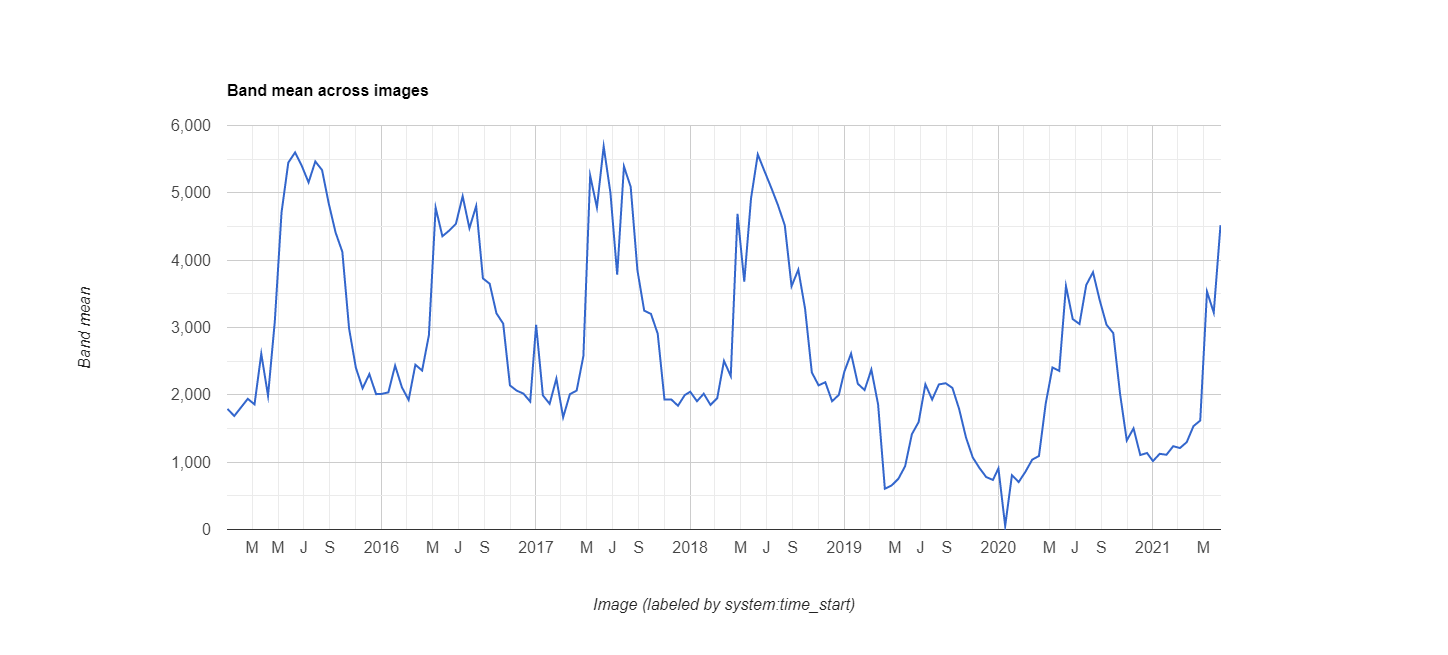 Band mean across images
6,000
5,000
4,000
3,000
2,000
1,000
0
Band mean
M M J S 2016 M J S 2017 M J S 2018 M J S 2019 M J S 2020 M J S 2021 M
Image (labeled by system:time_start)